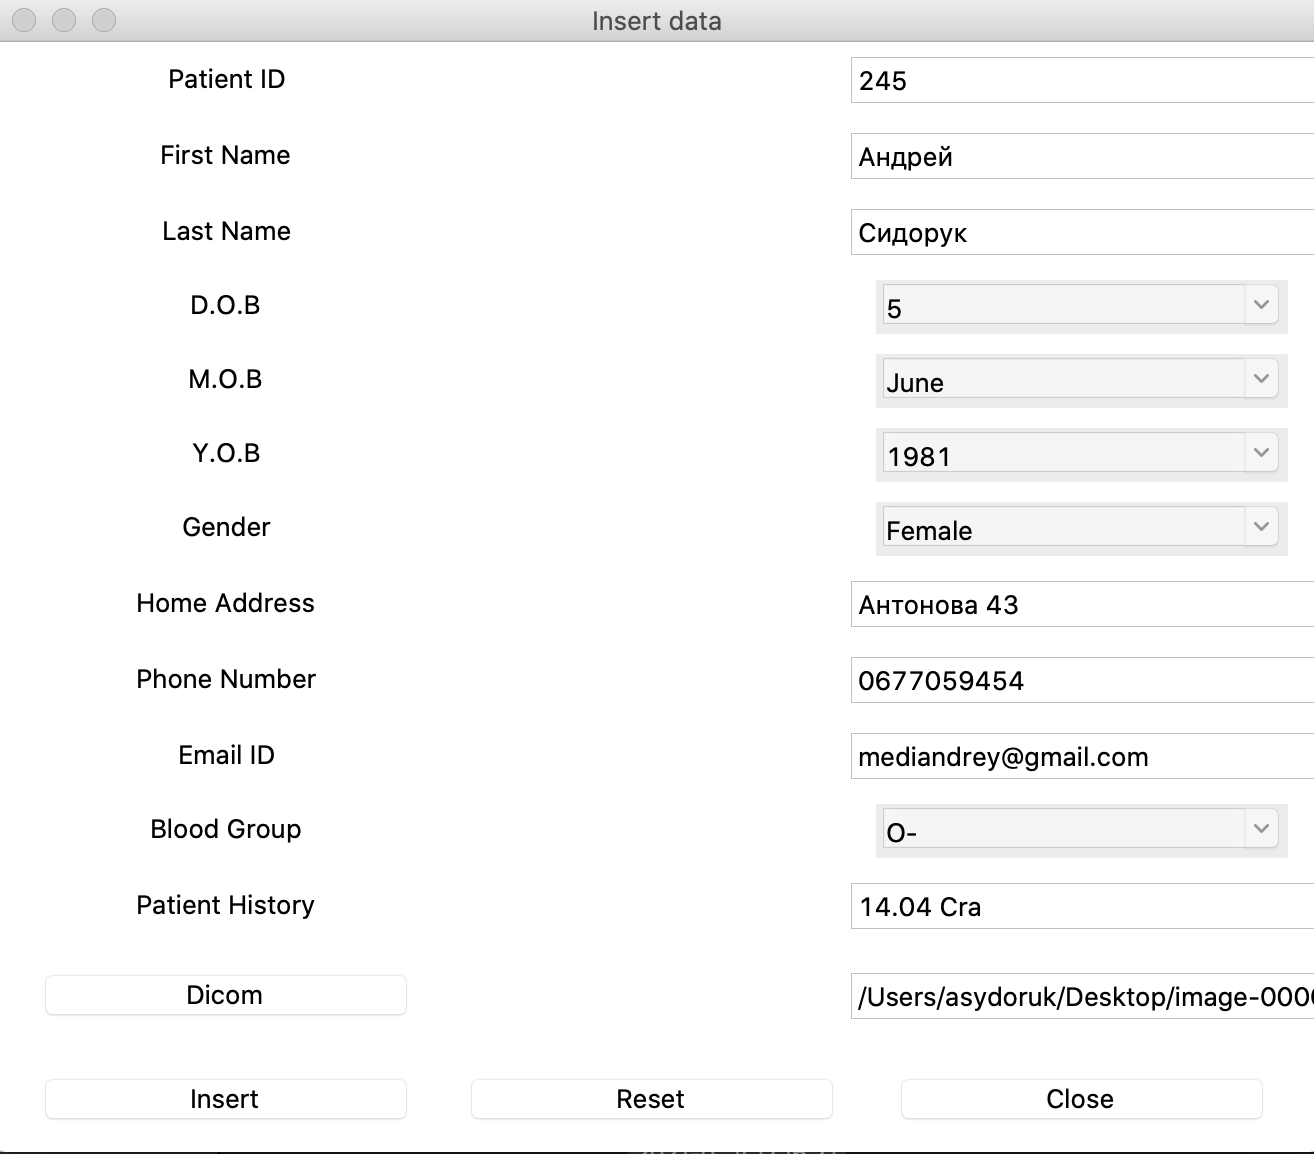 Insert data
Patient ID 245
First Name Андрей
Last Name Сидорук
D.O.B 5
M.O.B June
Y.O.B 1981
Gender Female
Home Address Антонова 43
Phone Number 0677059454
Email ID mediandrey@gmail.com
Blood Group O-
Patient History 14.04 Cra
Dicom /Users/asydoruk/Desktop/image-000
Insert Reset Close